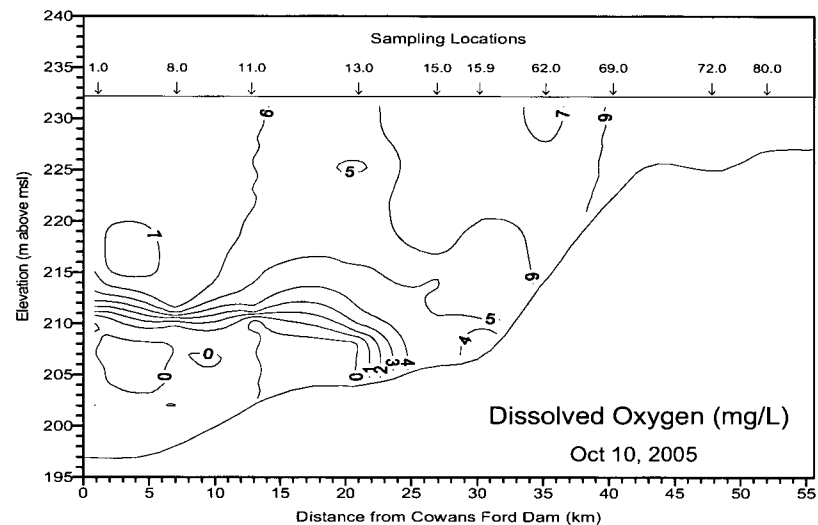 240
235
230
225
220
215
210
205
200
195
Elevation (m above msl)
Sampling Locations
1.0 8.0 11.0 13.0 15.0 15.9 62.0 69.0 72.0 80.0
6 7 6
5
7
6
5
4
0 0 0 1 2 3 4
Dissolved Oxygen (mg/L)
Oct 10, 2005
0 5 10 15 20 25 30 35 40 45 50 55
Distance from Cowans Ford Dam (km)